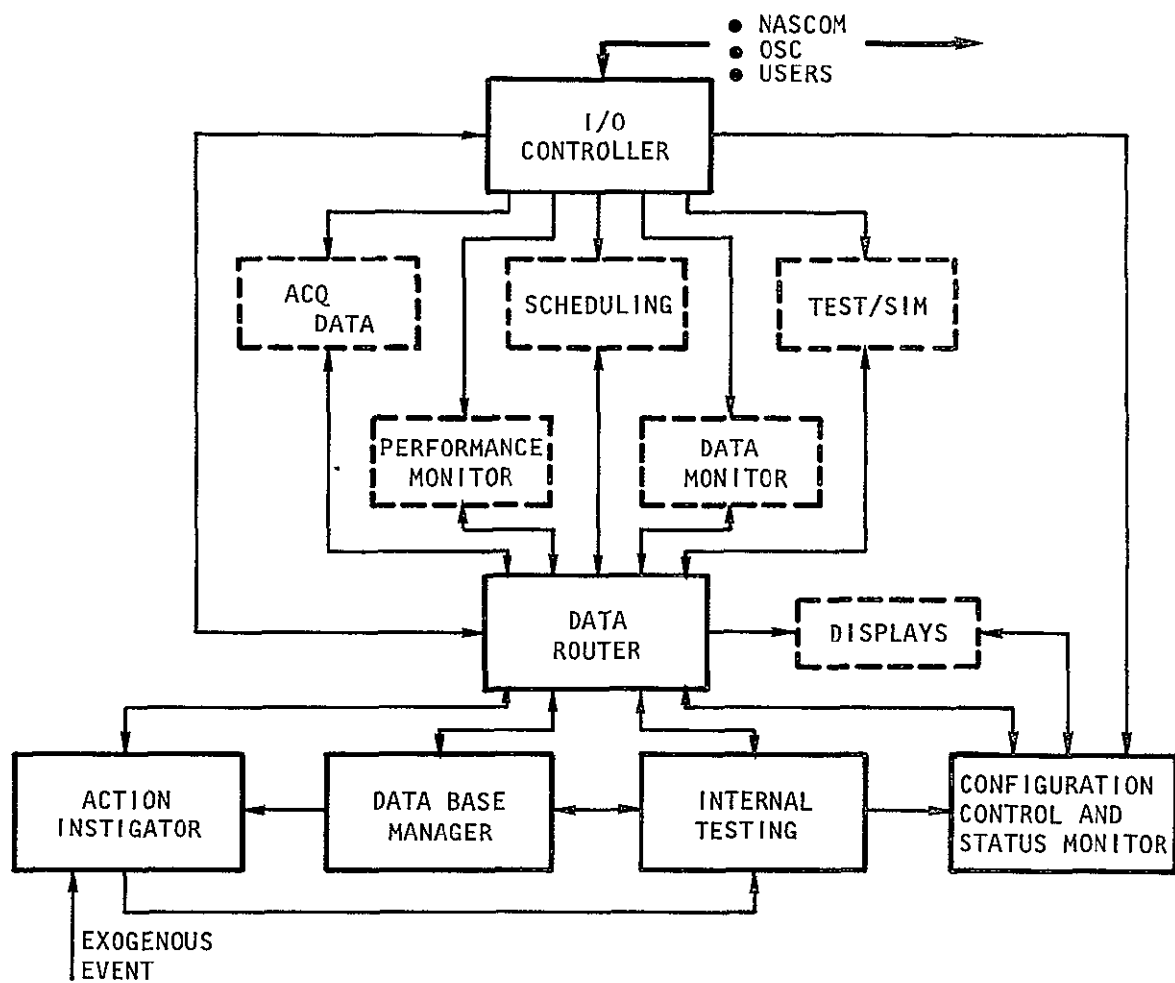 ● NASCOM
● OSC
● USERS
I/O
CONTROLLER
ACQ
DATA
SCHEDULING
TEST/SIM
PERFORMANCE
MONITOR
DATA
MONITOR
DATA
ROUTER
DISPLAYS
ACTION
INSTIGATOR
DATA BASE
MANAGER
INTERNAL
TESTING
CONFIGURATION
CONTROL AND
STATUS MONITOR
EXOGENOUS
EVENT